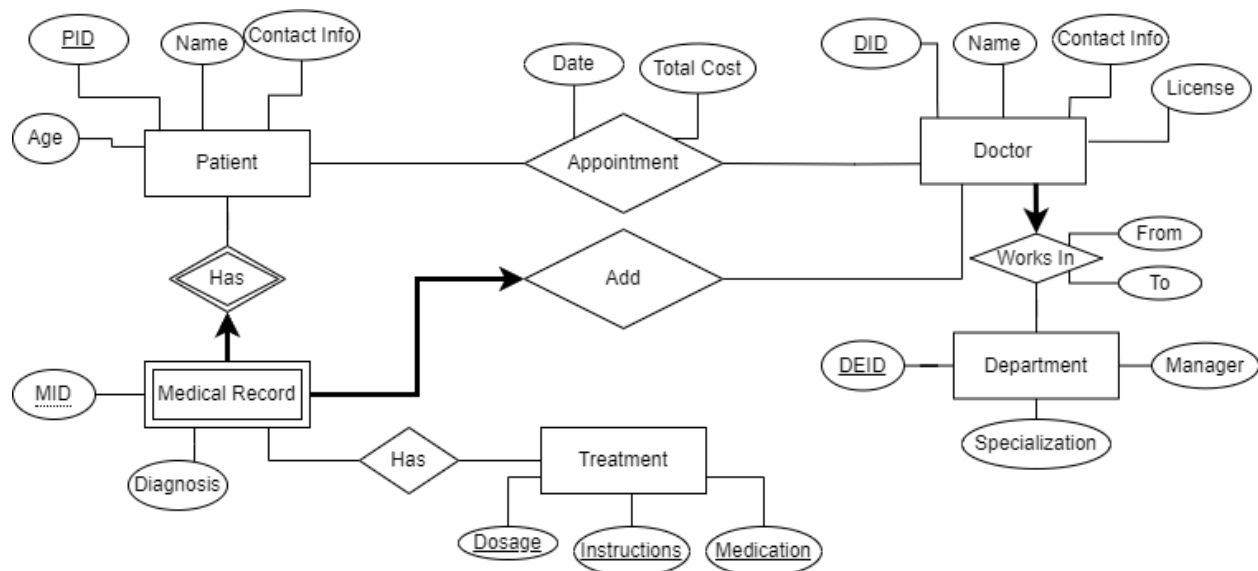 PID
Name
Contact Info
Age
Patient
Date
Total Cost
Appointment
DID
Name
Contact Info
License
Doctor
Has
Add
Works In
From
To
MID
Medical Record
Diagnosis
DEID
Department
Manager
Specialization
Has
Treatment
Dosage
Instructions
Medication